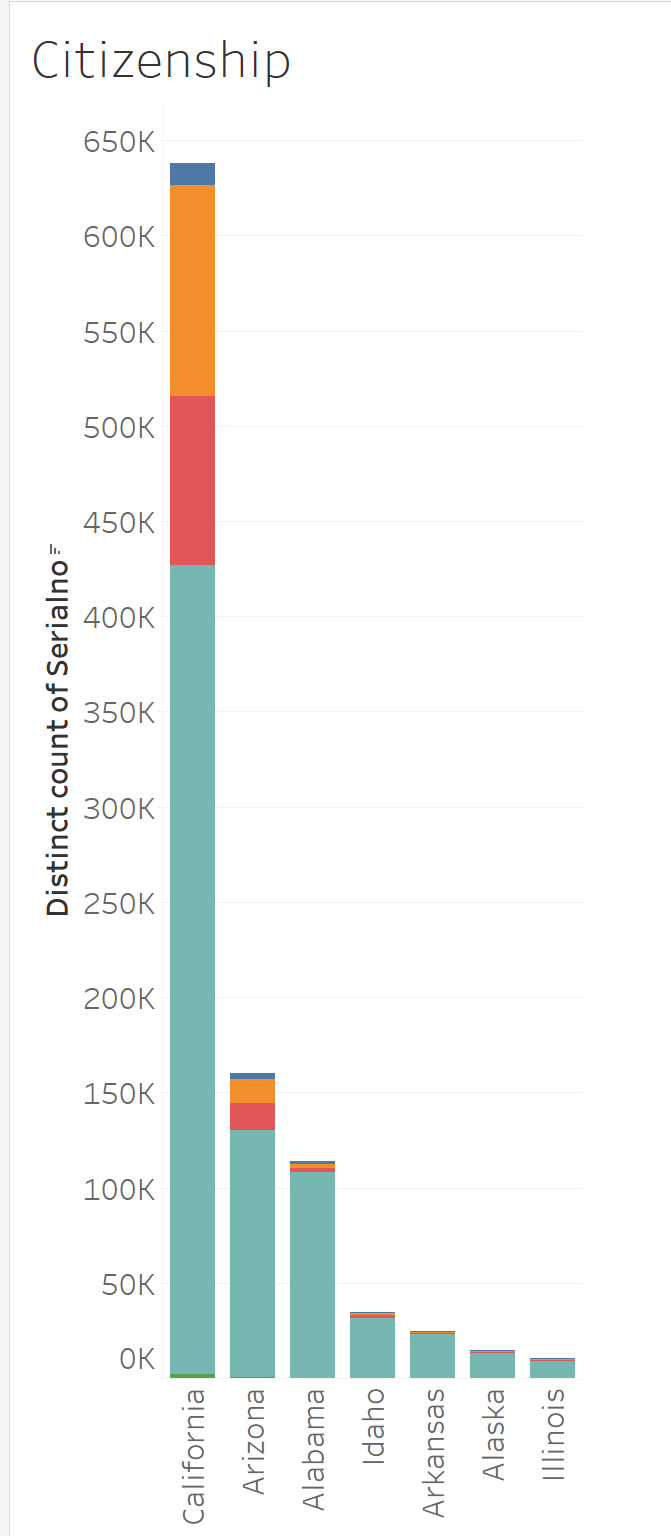 Citizenship
650K
600K
550K
500K
450K
400K
350K
300K
250K
200K
150K
100K
50K
0K
Distinct count of Serialno
California
Arizona
Alabama
Idaho
Arkansas
Alaska
Illinois